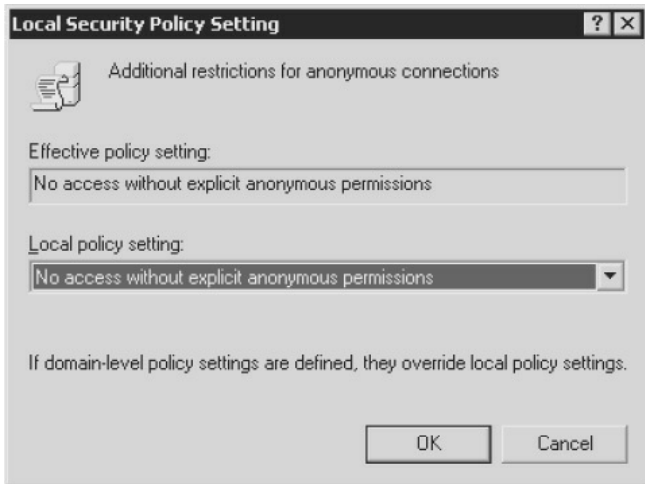 Local Security Policy Setting
? X
Additional restrictions for anonymous connections
Effective policy setting:
No access without explicit anonymous permissions
Local policy setting:
No access without explicit anonymous permissions
If domain-level policy settings are defined, they override local policy settings.
OK Cancel